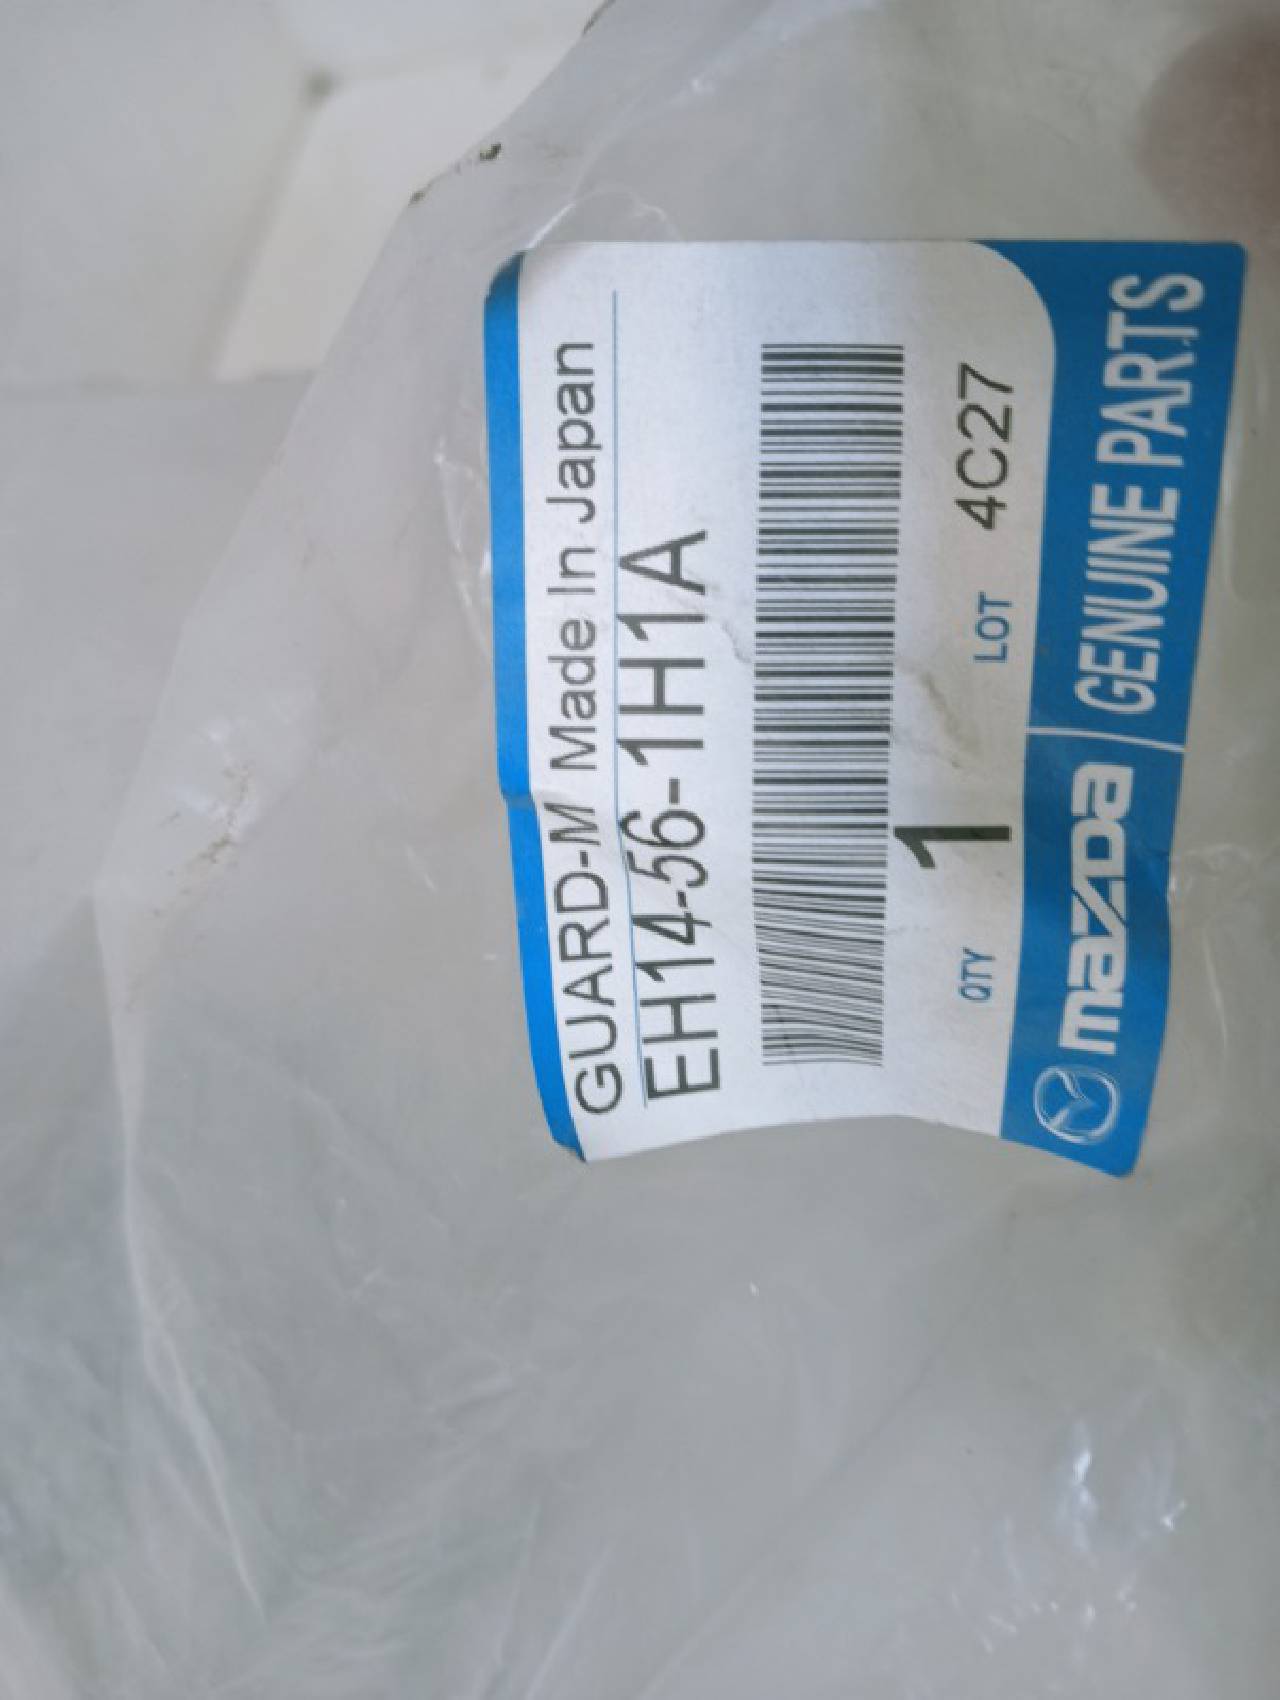 GUARD-M Made In Japan
EH14-56-1H1A
QTY 1 LOT 4C27
mazda GENUINE PARTS